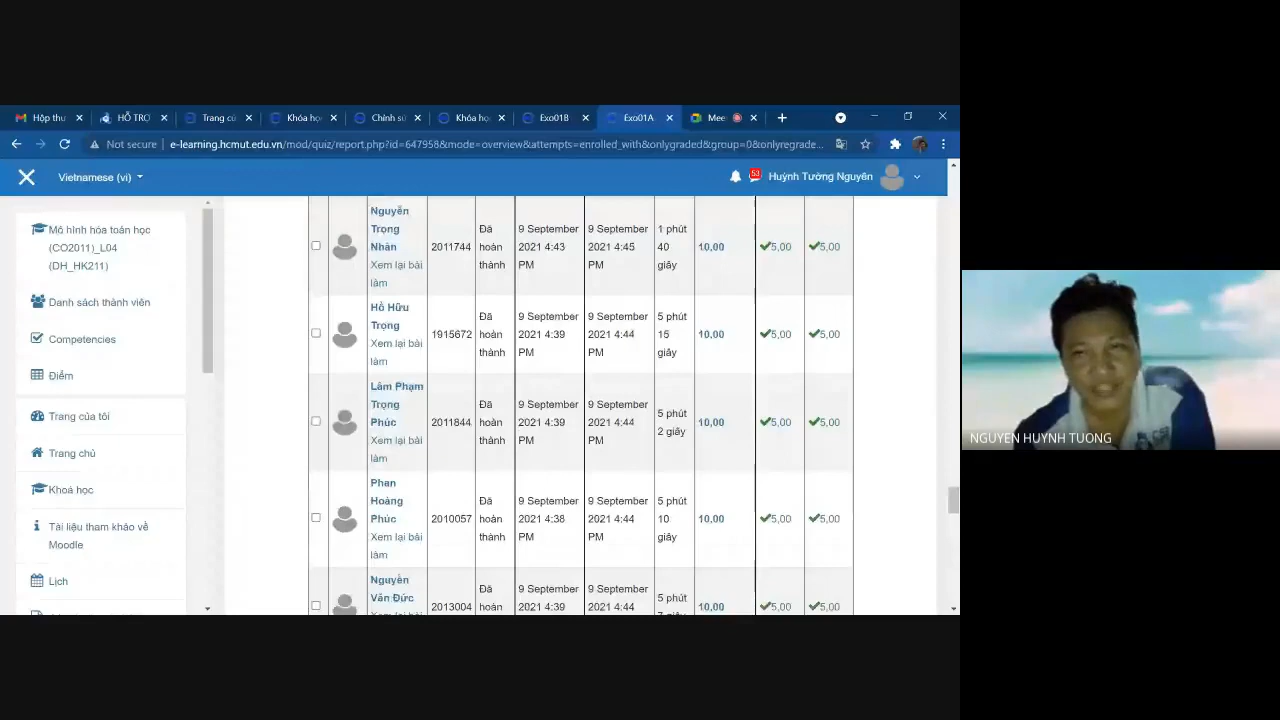 Hộp thư
HỖ TRỢ
Trang củ
Khóa họ
Chính sá
Khóa họ
Exo01B
Exo01A
Mee
Not secure
e-learning.hcmut.edu.vn/mod/quiz/report.php?id=647958&mode=overview&attempts=enrolled_with&onlygraded&group=0&onlyregrade...
Vietnamese (vi)
53
Huỳnh Tường Nguyên
Mô hình hóa toán học
(CO2011)_L04
(DH_HK211)
Danh sách thành viên
Competencies
Điểm
Trang của tôi
Trang chủ
Khoá học
Tài liệu tham khảo về
Moodle
Lịch
Nguyễn
Trọng
Nhân
Xem lại bài
làm
2011744
Đã
hoàn
thành
9 September
2021 4:43
PM
9 September
2021 4:45
PM
1 phút
40
giây
10,00
5,00
5,00
Hồ Hữu
Trọng
Xem lại bài
làm
1915672
Đã
hoàn
thành
9 September
2021 4:39
PM
9 September
2021 4:44
PM
5 phút
15
giây
10,00
5,00
5,00
Lâm Phạm
Trọng
Phúc
Xem lại bài
làm
2011844
Đã
hoàn
thành
9 September
2021 4:39
PM
9 September
2021 4:44
PM
5 phút
2 giây
10,00
5,00
5,00
Phan
Hoàng
Phúc
Xem lại bài
làm
2010057
Đã
hoàn
thành
9 September
2021 4:38
PM
9 September
2021 4:44
PM
5 phút
10
giây
10,00
5,00
5,00
Nguyễn
Văn Đức
Xem lại bài
2013004
Đã
hoàn
9 September
2021 4:39
9 September
2021 4:44
5 phút
10,00
5,00
5,00
NGUYEN HUYNH TUONG